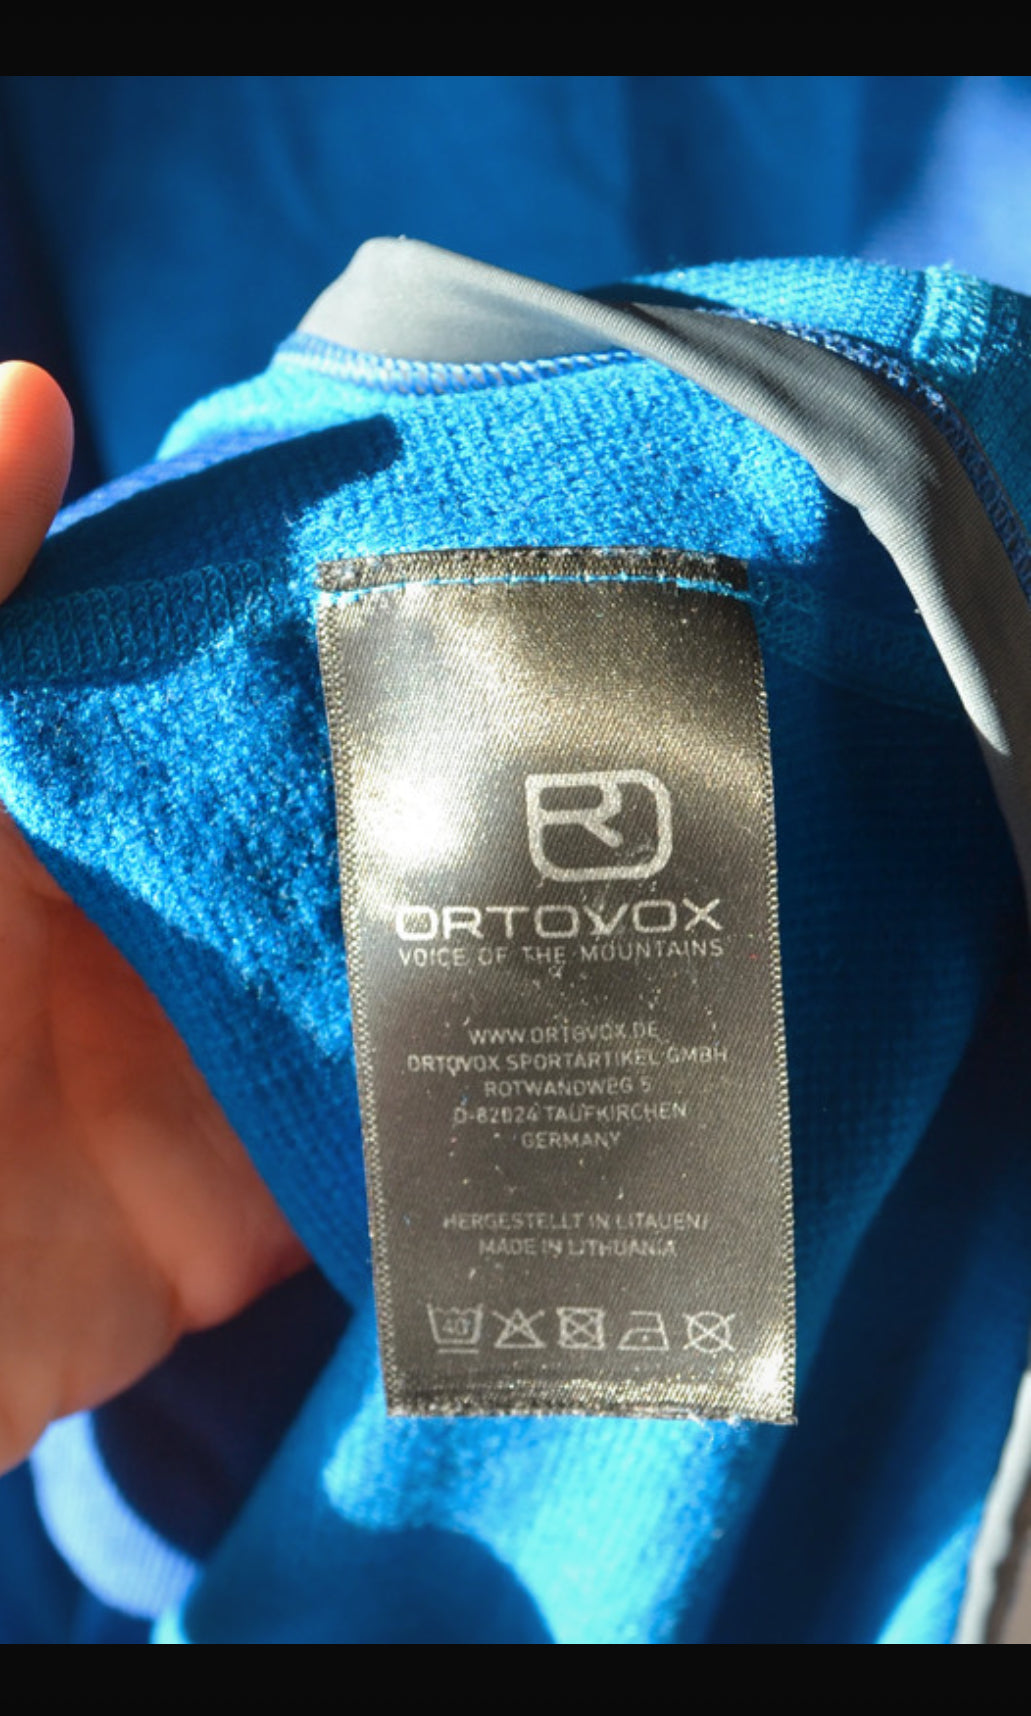 ORTOVOX
VOICE OF THE MOUNTAINS
WWW.ORTOVOX.DE
ORTOVOX SPORTARTIKEL GMBH
ROTWANDWEG 5
D-82024 TAUFKIRCHEN
GERMANY
HERGESTELLT IN LITAUEN/
MADE IN LITHUANIA
40°